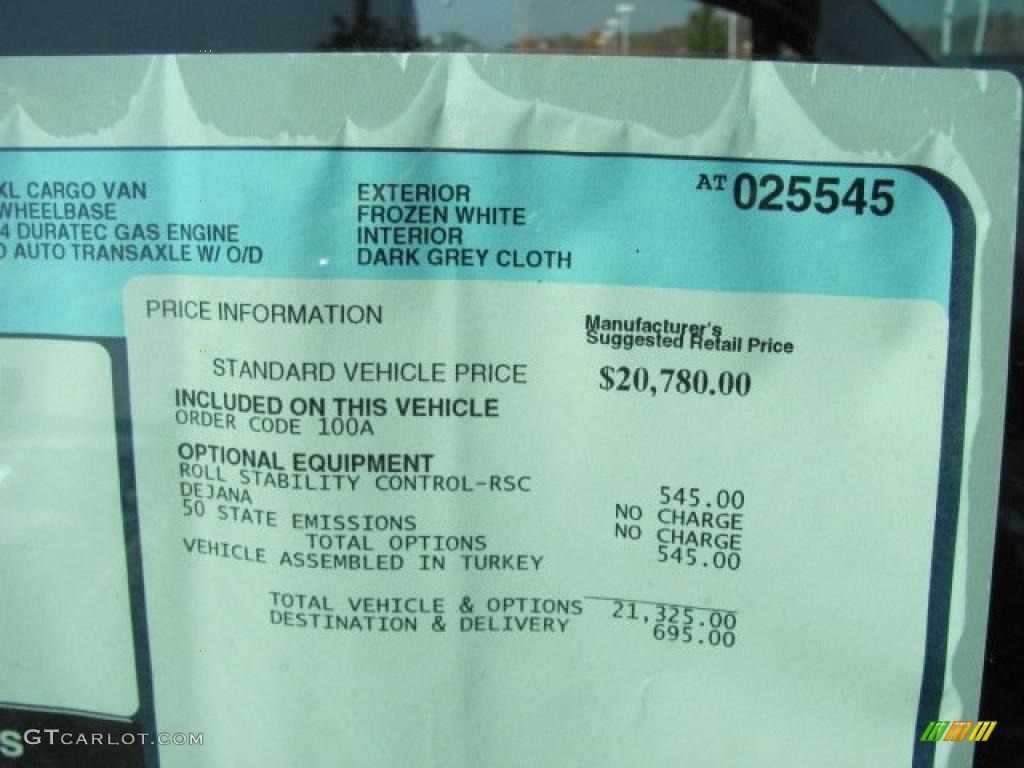 XL CARGO VAN
WHEELBASE
4 DURATEC GAS ENGINE
D AUTO TRANSAXLE W/ O/D
EXTERIOR
FROZEN WHITE
INTERIOR
DARK GREY CLOTH
AT 025545
PRICE INFORMATION
Manufacturer's
Suggested Retail Price
STANDARD VEHICLE PRICE $20,780.00
INCLUDED ON THIS VEHICLE
ORDER CODE 100A
OPTIONAL EQUIPMENT
ROLL STABILITY CONTROL-RSC 545.00
DEJANA NO CHARGE
50 STATE EMISSIONS NO CHARGE
TOTAL OPTIONS 545.00
VEHICLE ASSEMBLED IN TURKEY
TOTAL VEHICLE & OPTIONS 21,325.00
DESTINATION & DELIVERY 695.00
S
GTCARLOT.COM